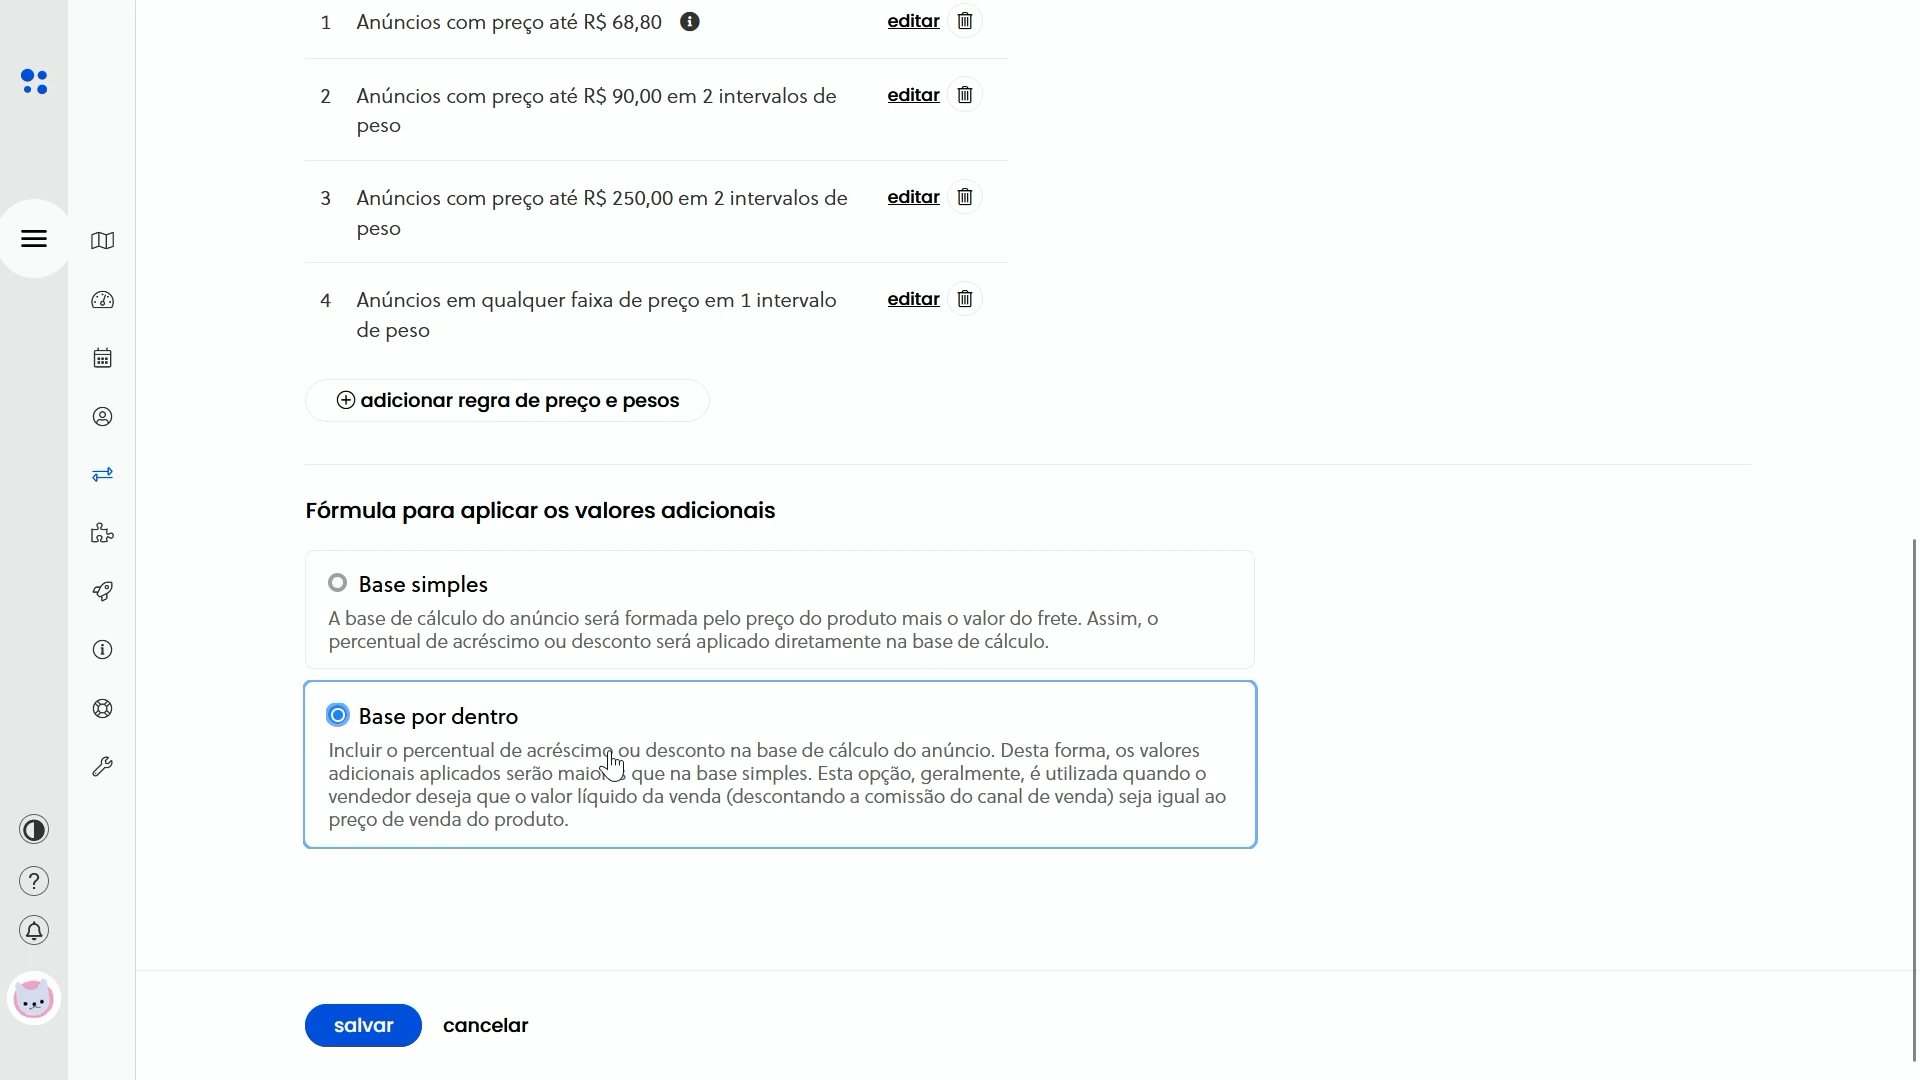 1 Anúncios com preço até R$ 68,80 editar
2 Anúncios com preço até R$ 90,00 em 2 intervalos de editar
peso
3 Anúncios com preço até R$ 250,00 em 2 intervalos de editar
peso
4 Anúncios em qualquer faixa de preço em 1 intervalo editar
de peso
adicionar regra de preço e pesos
Fórmula para aplicar os valores adicionais
Base simples
A base de cálculo do anúncio será formada pelo preço do produto mais o valor do frete. Assim, o
percentual de acréscimo ou desconto será aplicado diretamente na base de cálculo.
Base por dentro
Incluir o percentual de acréscimo ou desconto na base de cálculo do anúncio. Desta forma, os valores
adicionais aplicados serão maiores que na base simples. Esta opção, geralmente, é utilizada quando o
vendedor deseja que o valor líquido da venda (descontando a comissão do canal de venda) seja igual ao
preço de venda do produto.
salvar cancelar